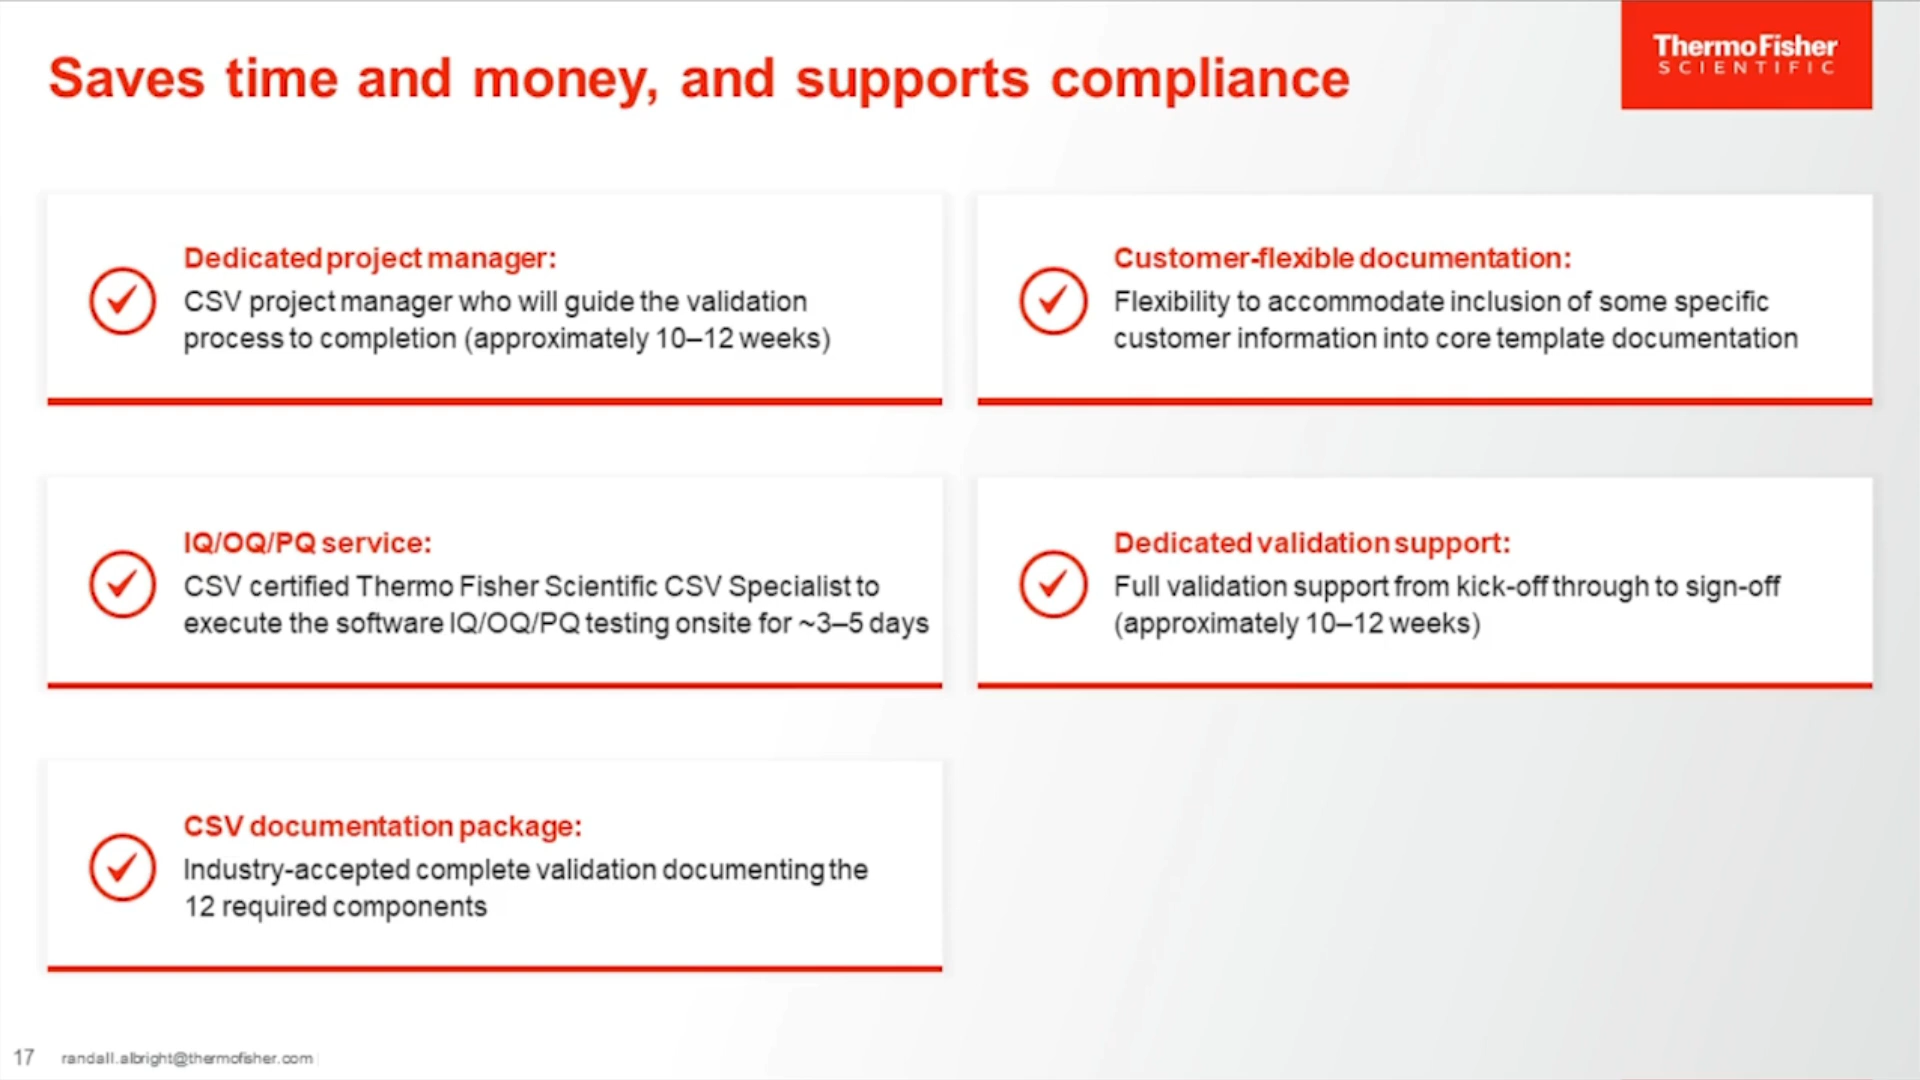 Saves time and money, and supports compliance
ThermoFisher
SCIENTIFIC
Dedicated project manager:
CSV project manager who will guide the validation
process to completion (approximately 10–12 weeks)
Customer-flexible documentation:
Flexibility to accommodate inclusion of some specific
customer information into core template documentation
IQ/OQ/PQ service:
CSV certified Thermo Fisher Scientific CSV Specialist to
execute the software IQ/OQ/PQ testing onsite for ~3–5 days
Dedicated validation support:
Full validation support from kick-off through to sign-off
(approximately 10–12 weeks)
CSV documentation package:
Industry-accepted complete validation documenting the
12 required components
17 randall.albright@thermofisher.com